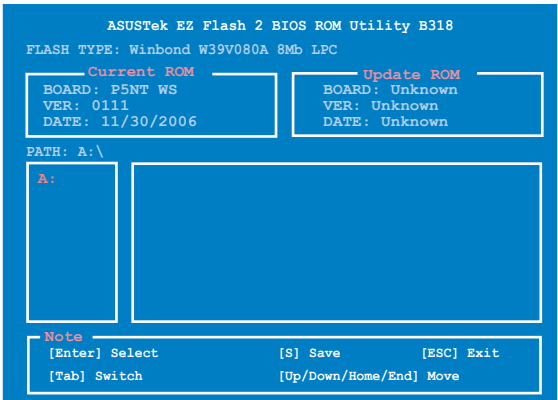 ASUSTek EZ Flash 2 BIOS ROM Utility B318
FLASH TYPE: Winbond W39V080A 8Mb LPC
Current ROM
BOARD: P5NT WS
VER: 0111
DATE: 11/30/2006
Update ROM
BOARD: Unknown
VER: Unknown
DATE: Unknown
PATH: A:\
A:
Note
[Enter] Select [S] Save [ESC] Exit
[Tab] Switch [Up/Down/Home/End] Move